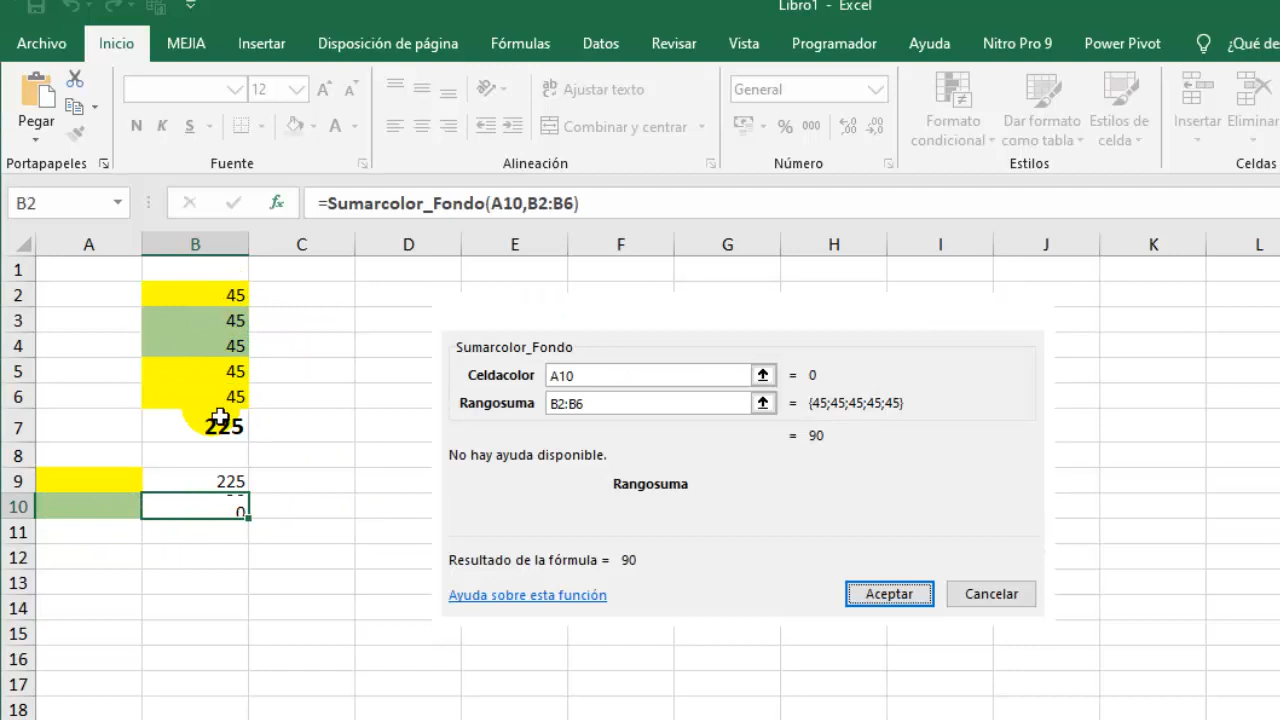 Libro1 - Excel
Archivo Inicio MEJIA Insertar Disposición de página Fórmulas Datos Revisar Vista Programador Ayuda Nitro Pro 9 Power Pivot ¿Qué de
12 General
Pegar
N K S A
Ajustar texto
Combinar y centrar
% 000
Formato condicional
Dar formato como tabla
Estilos de celda
Insertar
Eliminar
Portapapeles Fuente Alineación Número Estilos Celdas
B2 fx =Sumarcolor_Fondo(A10,B2:B6)
A B C D E F G H I J K L
1
2 45
3 45
4 45
5 45
6 45
7 225
8
9 225
10 0
11
12
13
14
15
16
17
18
Sumarcolor_Fondo
Celdacolor A10 = 0
Rangosuma B2:B6 = {45;45;45;45;45}
= 90
No hay ayuda disponible.
Rangosuma
Resultado de la fórmula = 90
Ayuda sobre esta función Aceptar Cancelar